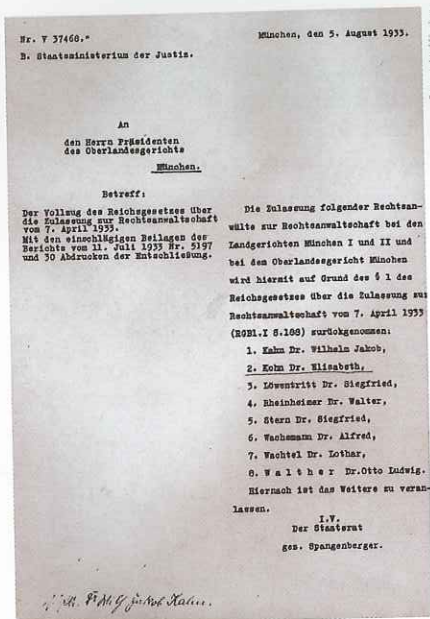 Nr. V 37468."
München, den 5. August 1933.
B. Staatsministerium der Justiz.
An
den Herrn Präsidenten
des Oberlandesgerichts
München.
Betreff:
Der Vollzug des Reichsgesetzes über
die Zulassung zur Rechtsanwaltschaft
vom 7. April 1933.
Mit den einschlägigen Beilagen des
Berichts vom 11. Juli 1933 Nr. 5197
und 30 Abdrucken der Entschließung.
Die Zulassung folgender Rechtsan-
wälte zur Rechtsanwaltschaft bei den
Landgerichten München I und II und
bei dem Oberlandesgericht München
wird hiermit auf Grund des § 1 des
Reichsgesetzes über die Zulassung zur
Rechtsanwaltschaft vom 7. April 1933
(RGBl.I S.188) zurückgenommen:
1. Kahn Dr. Wilhelm Jakob,
2. Kohn Dr. Elisabeth,
3. Löwentritt Dr. Siegfried,
4. Rheinheimer Dr. Walter,
5. Stern Dr. Siegfried,
6. Wachsmann Dr. Alfred,
7. Wachtel Dr. Lothar,
8. W a l t h e r Dr.Otto Ludwig.
Hiernach ist das Weitere zu veran-
lassen.
I.V.
Der Staatsrat
gez. Spangenberger.
Jakob Kahn.